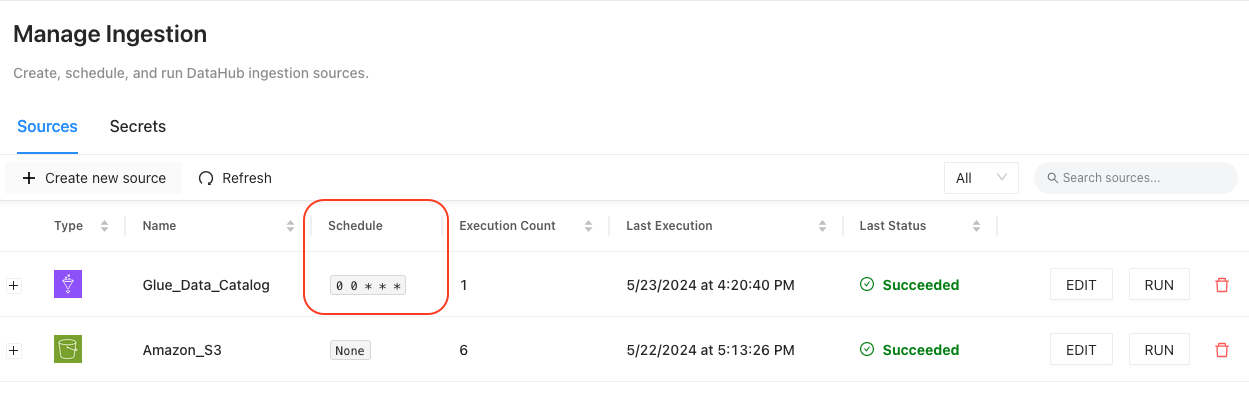 Manage Ingestion
Create, schedule, and run DataHub ingestion sources.
Sources Secrets
Create new source Refresh All Search sources...
Type Name Schedule Execution Count Last Execution Last Status
Glue_Data_Catalog 0 0 * * * 1 5/23/2024 at 4:20:40 PM Succeeded EDIT RUN
Amazon_S3 None 6 5/22/2024 at 5:13:26 PM Succeeded EDIT RUN